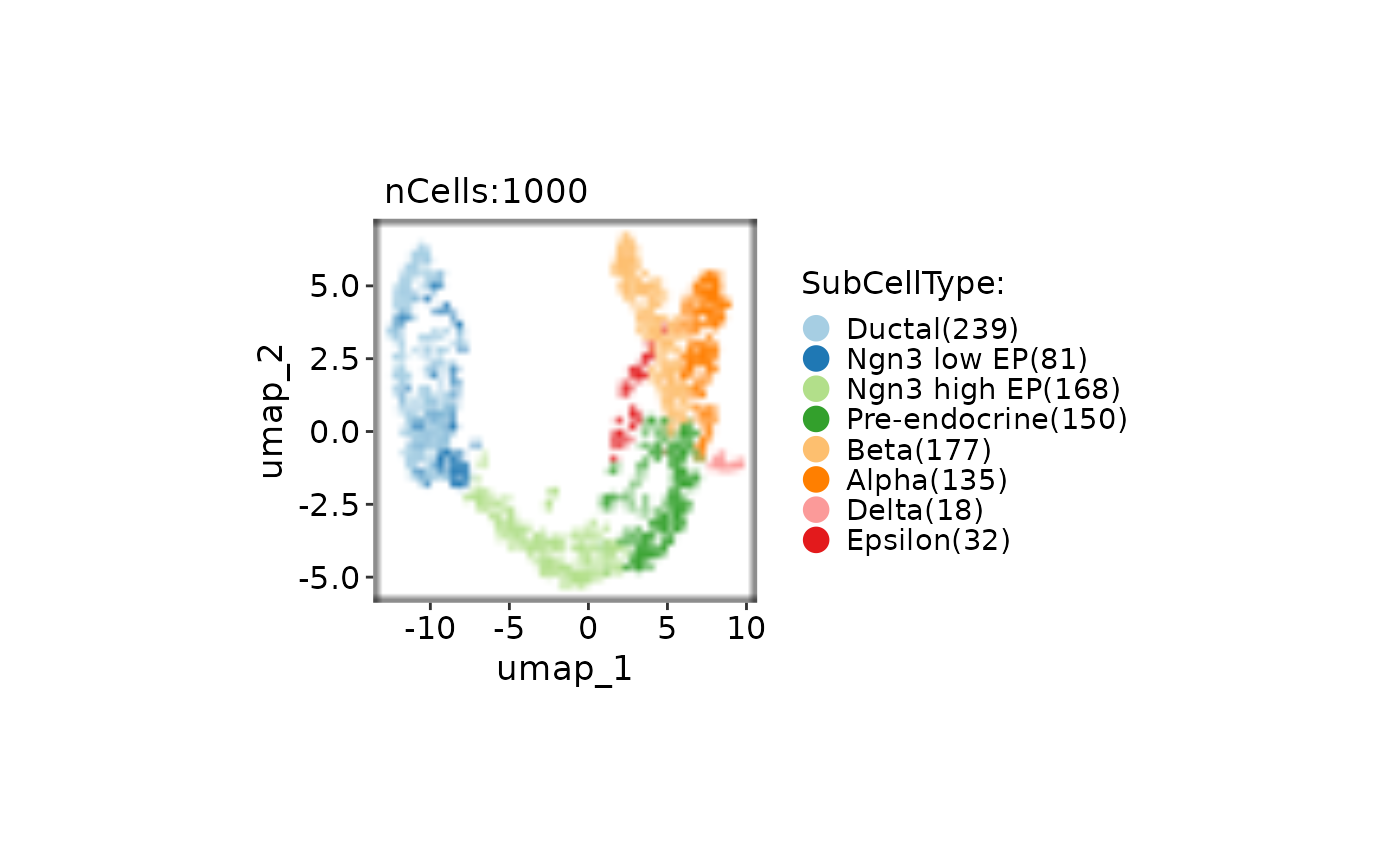 nCells:1000
umap_2
5.0
2.5
0.0
-2.5
-5.0
-10 -5 0 5 10
umap_1
SubCellType:
Ductal(239)
Ngn3 low EP(81)
Ngn3 high EP(168)
Pre-endocrine(150)
Beta(177)
Alpha(135)
Delta(18)
Epsilon(32)